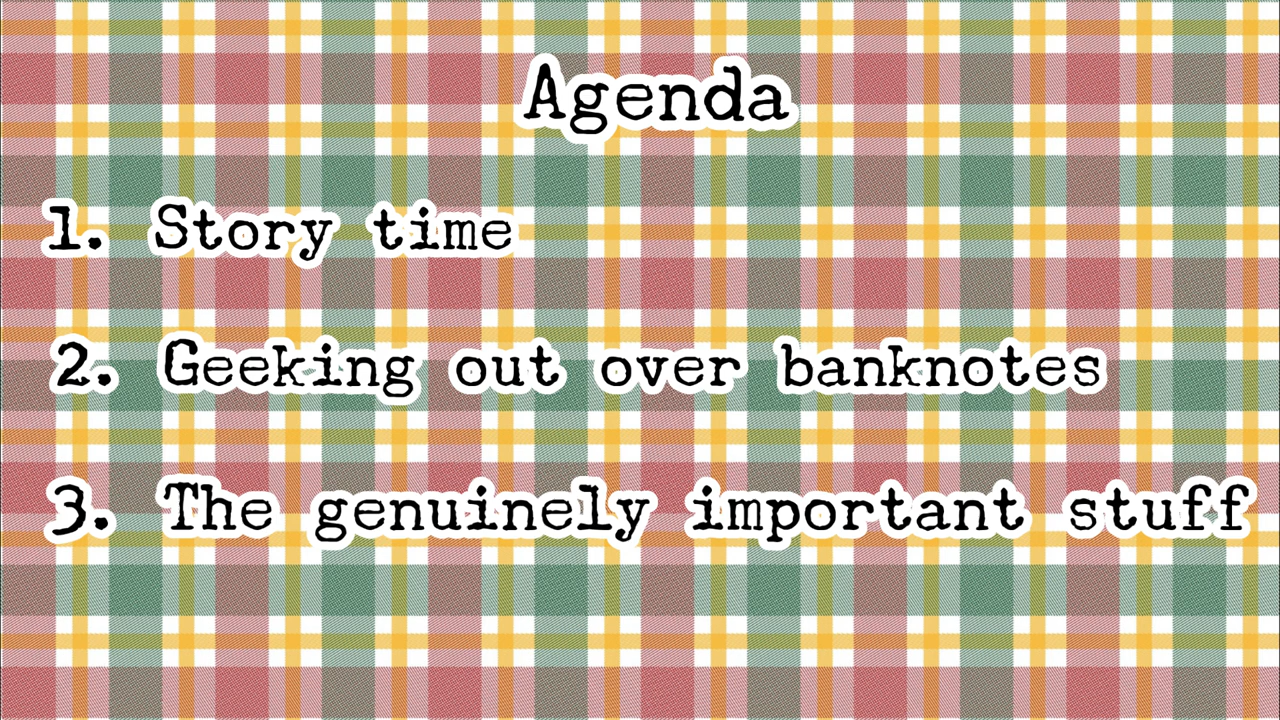 Agenda
1. Story time
2. Geeking out over banknotes
3. The genuinely important stuff